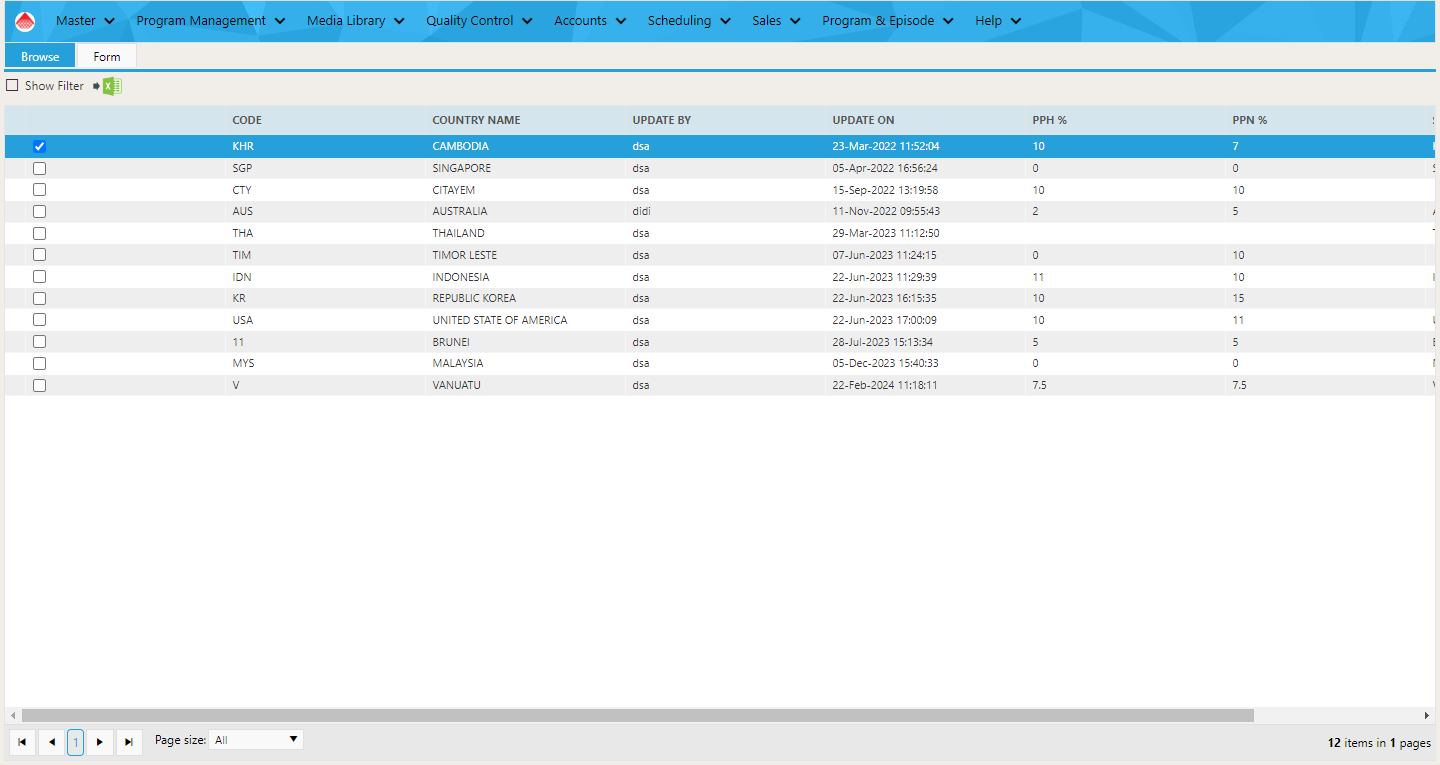 Master Program Management Media Library Quality Control Accounts Scheduling Sales Program & Episode Help
Browse Form
Show Filter
CODE COUNTRY NAME UPDATE BY UPDATE ON PPH % PPN %
KHR CAMBODIA dsa 23-Mar-2022 11:52:04 10 7
SGP SINGAPORE dsa 05-Apr-2022 16:56:24 0 0
CTY CITAYEM dsa 15-Sep-2022 13:19:58 10 10
AUS AUSTRALIA didi 11-Nov-2022 09:55:43 2 5
THA THAILAND dsa 29-Mar-2023 11:12:50
TIM TIMOR LESTE dsa 07-Jun-2023 11:24:15 0 10
IDN INDONESIA dsa 22-Jun-2023 11:29:39 11 10
KR REPUBLIC KOREA dsa 22-Jun-2023 16:15:35 10 15
USA UNITED STATE OF AMERICA dsa 22-Jun-2023 17:00:09 10 11
11 BRUNEI dsa 28-Jul-2023 15:13:34 5 5
MYS MALAYSIA dsa 05-Dec-2023 15:40:33 0 0
V VANUATU dsa 22-Feb-2024 11:18:11 7.5 7.5
1 Page size: All 12 items in 1 pages